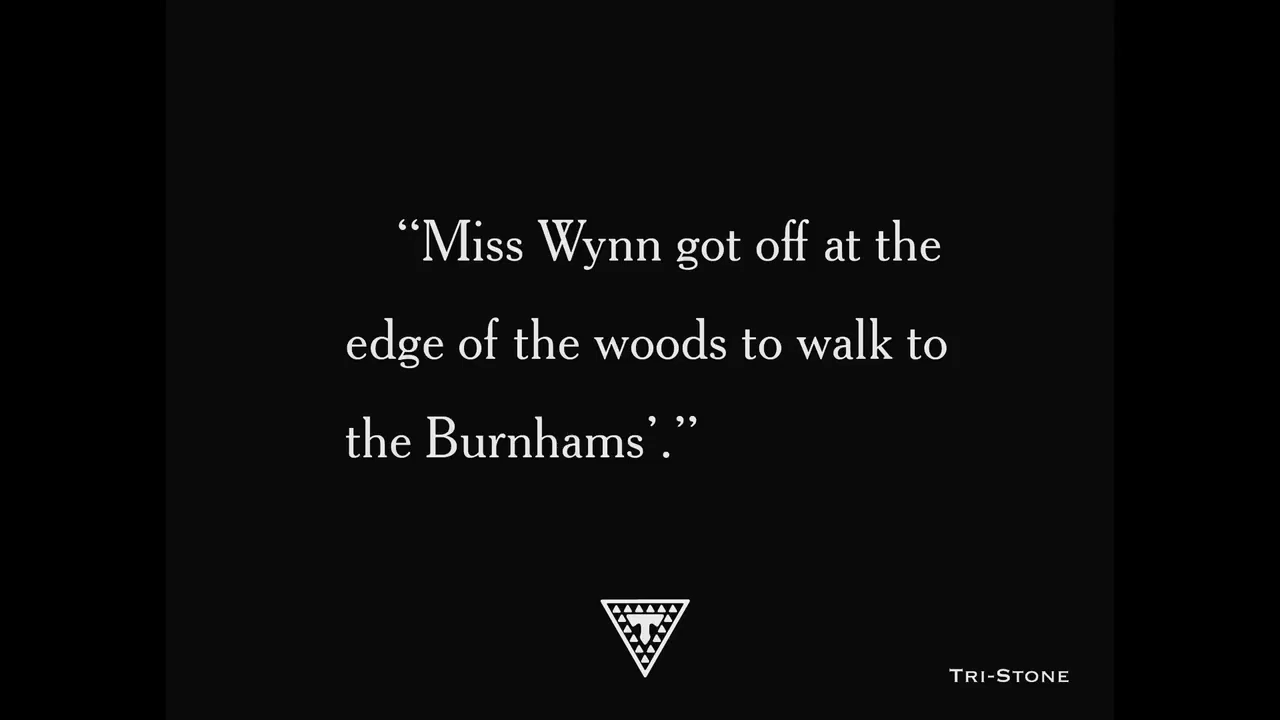 “Miss Wynn got off at the
edge of the woods to walk to
the Burnhams’.”
T
Tri-Stone